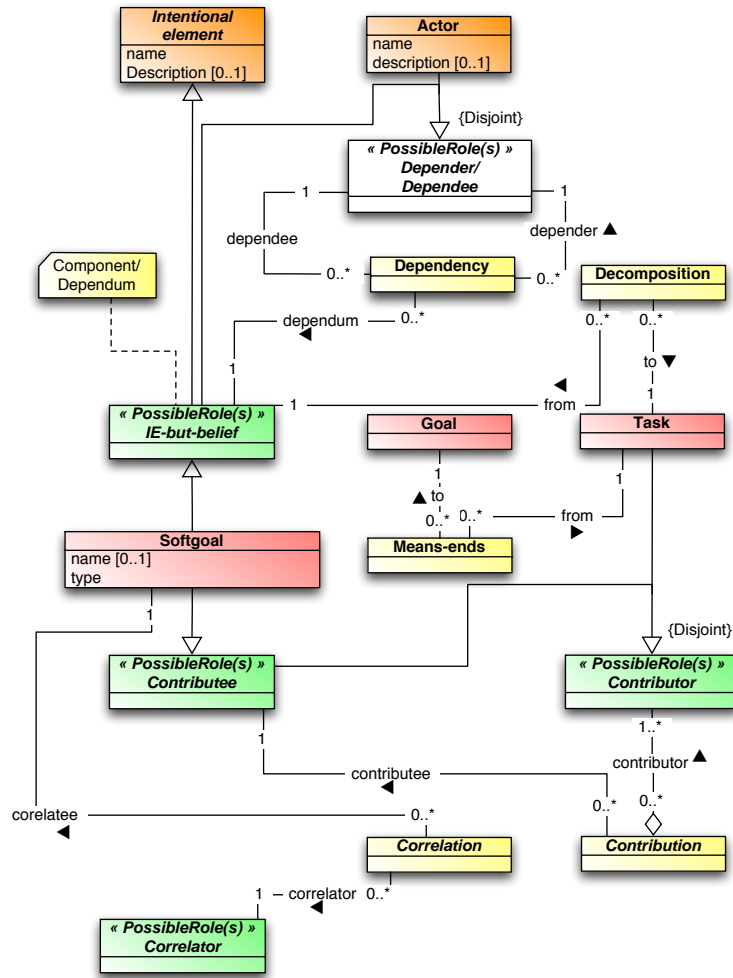 Intentional
element
name
Description [0..1]
Actor
name
description [0..1]
{Disjoint}
« PossibleRole(s) »
Depender/
Dependee
1
1
dependee
depender ▲
Component/
Dependum
0..*
Dependency
0..*
Decomposition
dependum
◀
0..*
0..*
0..*
to ▼
1
◀
1
from
1
« PossibleRole(s) »
IE-but-belief
Goal
Task
1
1
▲ to
0..*
0..*
from
▶
Softgoal
name [0..1]
type
Means-ends
1
{Disjoint}
« PossibleRole(s) »
Contributee
« PossibleRole(s) »
Contributor
1
1..*
contributor ▲
contributee
◀
0..*
0..*
corelatee
◀
0..*
Correlation
Contribution
1
correlator
◀
0..*
« PossibleRole(s) »
Correlator